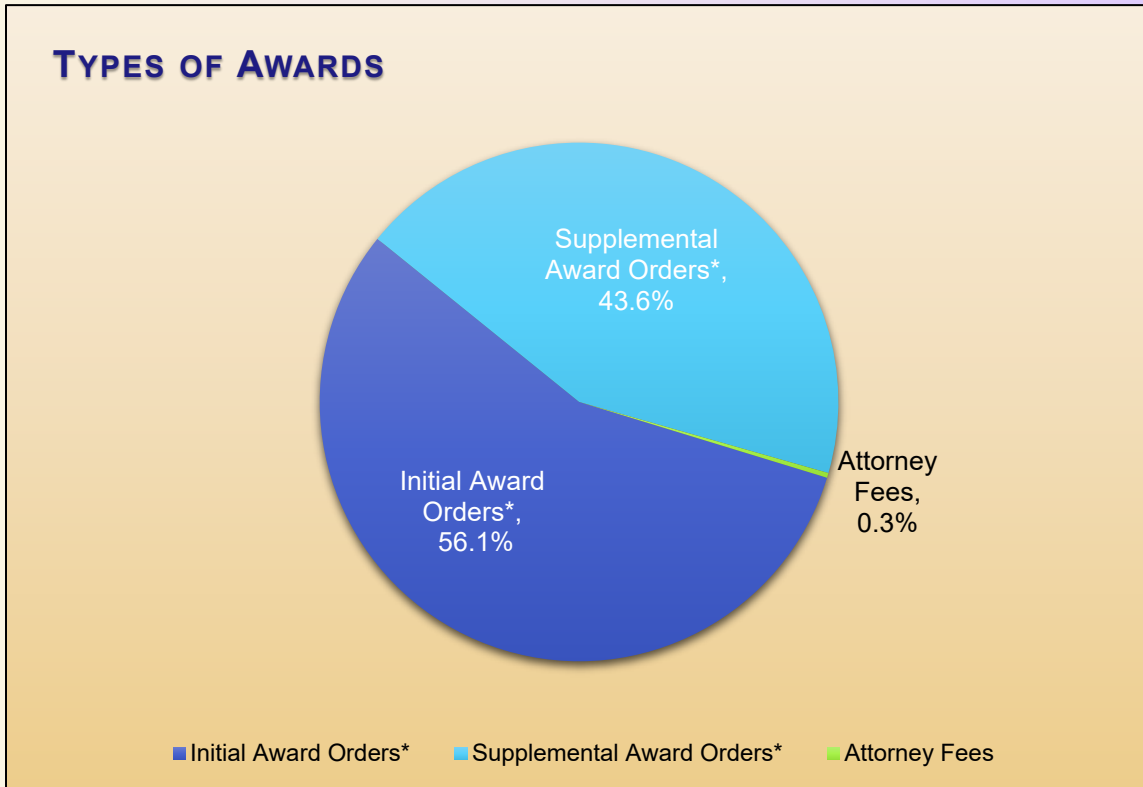 TYPES OF AWARDS
Supplemental
Award Orders*,
43.6%
Initial Award
Orders*,
56.1%
Attorney
Fees,
0.3%
Initial Award Orders* Supplemental Award Orders* Attorney Fees